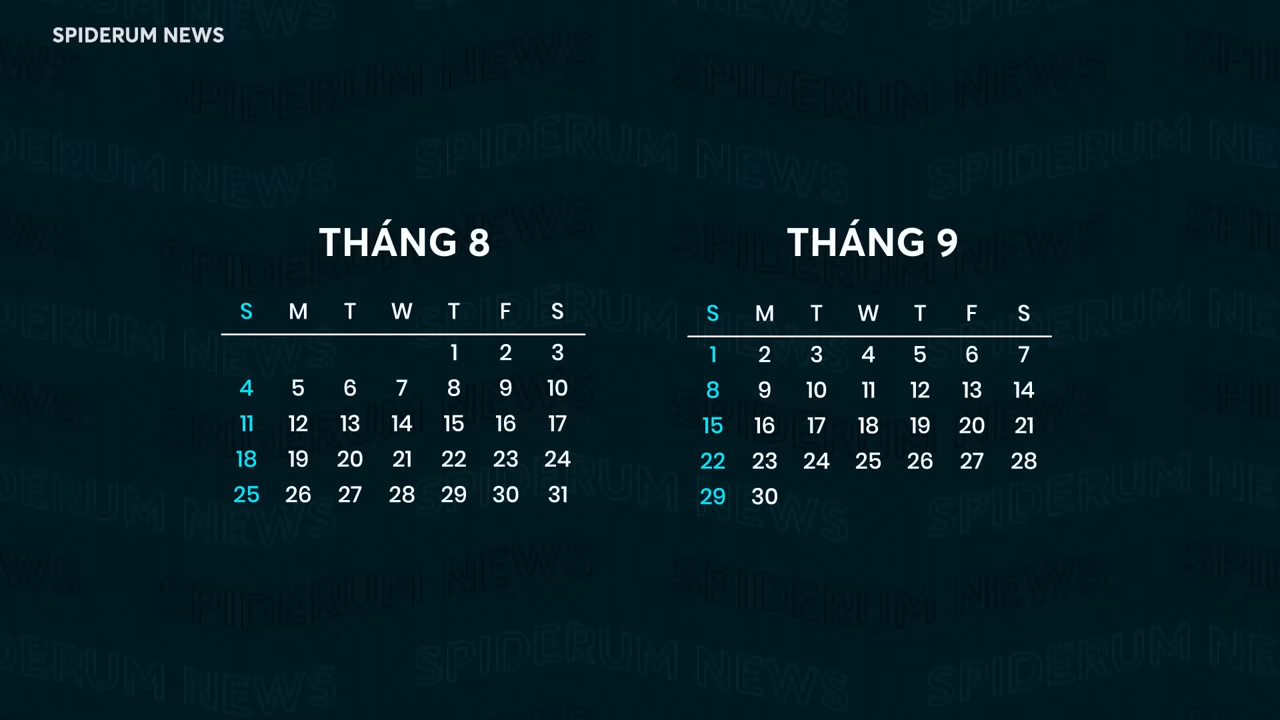 SPIDERUM NEWS
THÁNG 8
S M T W T F S
1 2 3
4 5 6 7 8 9 10
11 12 13 14 15 16 17
18 19 20 21 22 23 24
25 26 27 28 29 30 31
THÁNG 9
S M T W T F S
1 2 3 4 5 6 7
8 9 10 11 12 13 14
15 16 17 18 19 20 21
22 23 24 25 26 27 28
29 30